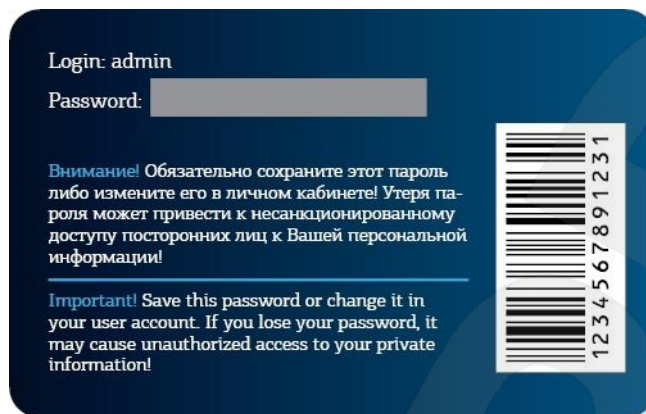 Login: admin
Password:
Внимание! Обязательно сохраните этот пароль
либо измените его в личном кабинете! Утеря па-
роля может привести к несанкционированному
доступу посторонних лиц к Вашей персональной
информации!
Important! Save this password or change it in
your user account. If you lose your password, it
may cause unauthorized access to your private
information!
1234567891231